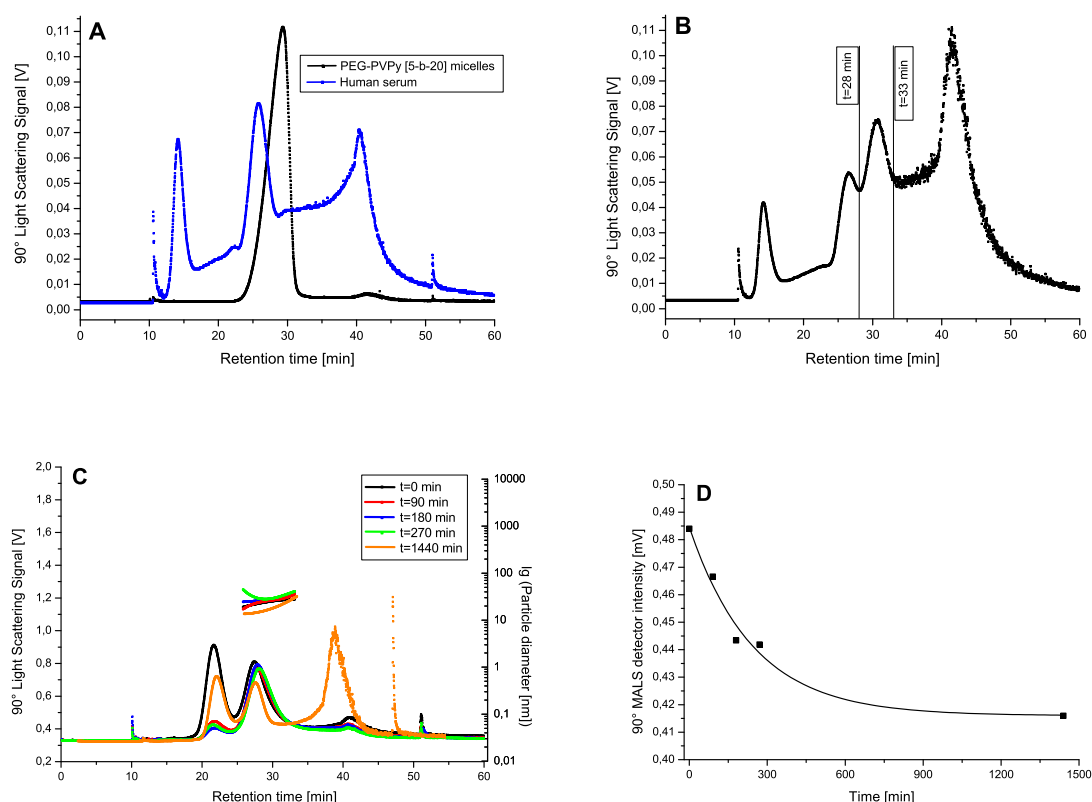 A
0,11
0,10
0,09
0,08
0,07
0,06
0,05
0,04
0,03
0,02
0,01
0,00
90° Light Scattering Signal [V]
PEG-PVPy [5-b-20] micelles
Human serum
0 10 20 30 40 50 60
Retention time [min]
B
0,11
0,10
0,09
0,08
0,07
0,06
0,05
0,04
0,03
0,02
0,01
0,00
90° Light Scattering Signal [V]
t=28 min
t=33 min
0 10 20 30 40 50 60
Retention time [min]
C
2,0
1,8
1,6
1,4
1,2
1,0
0,8
0,6
0,4
0,2
90° Light Scattering Signal [V]
t=0 min
t=90 min
t=180 min
t=270 min
t=1440 min
10000
1000
100
10
1
0,1
0,01
lg (Particle diameter [nm])
0 10 20 30 40 50 60
Retention time [min]
D
0,50
0,49
0,48
0,47
0,46
0,45
0,44
0,43
0,42
0,41
0,40
90° MALS detector intensity [mV]
0 300 600 900 1200 1500
Time [min]